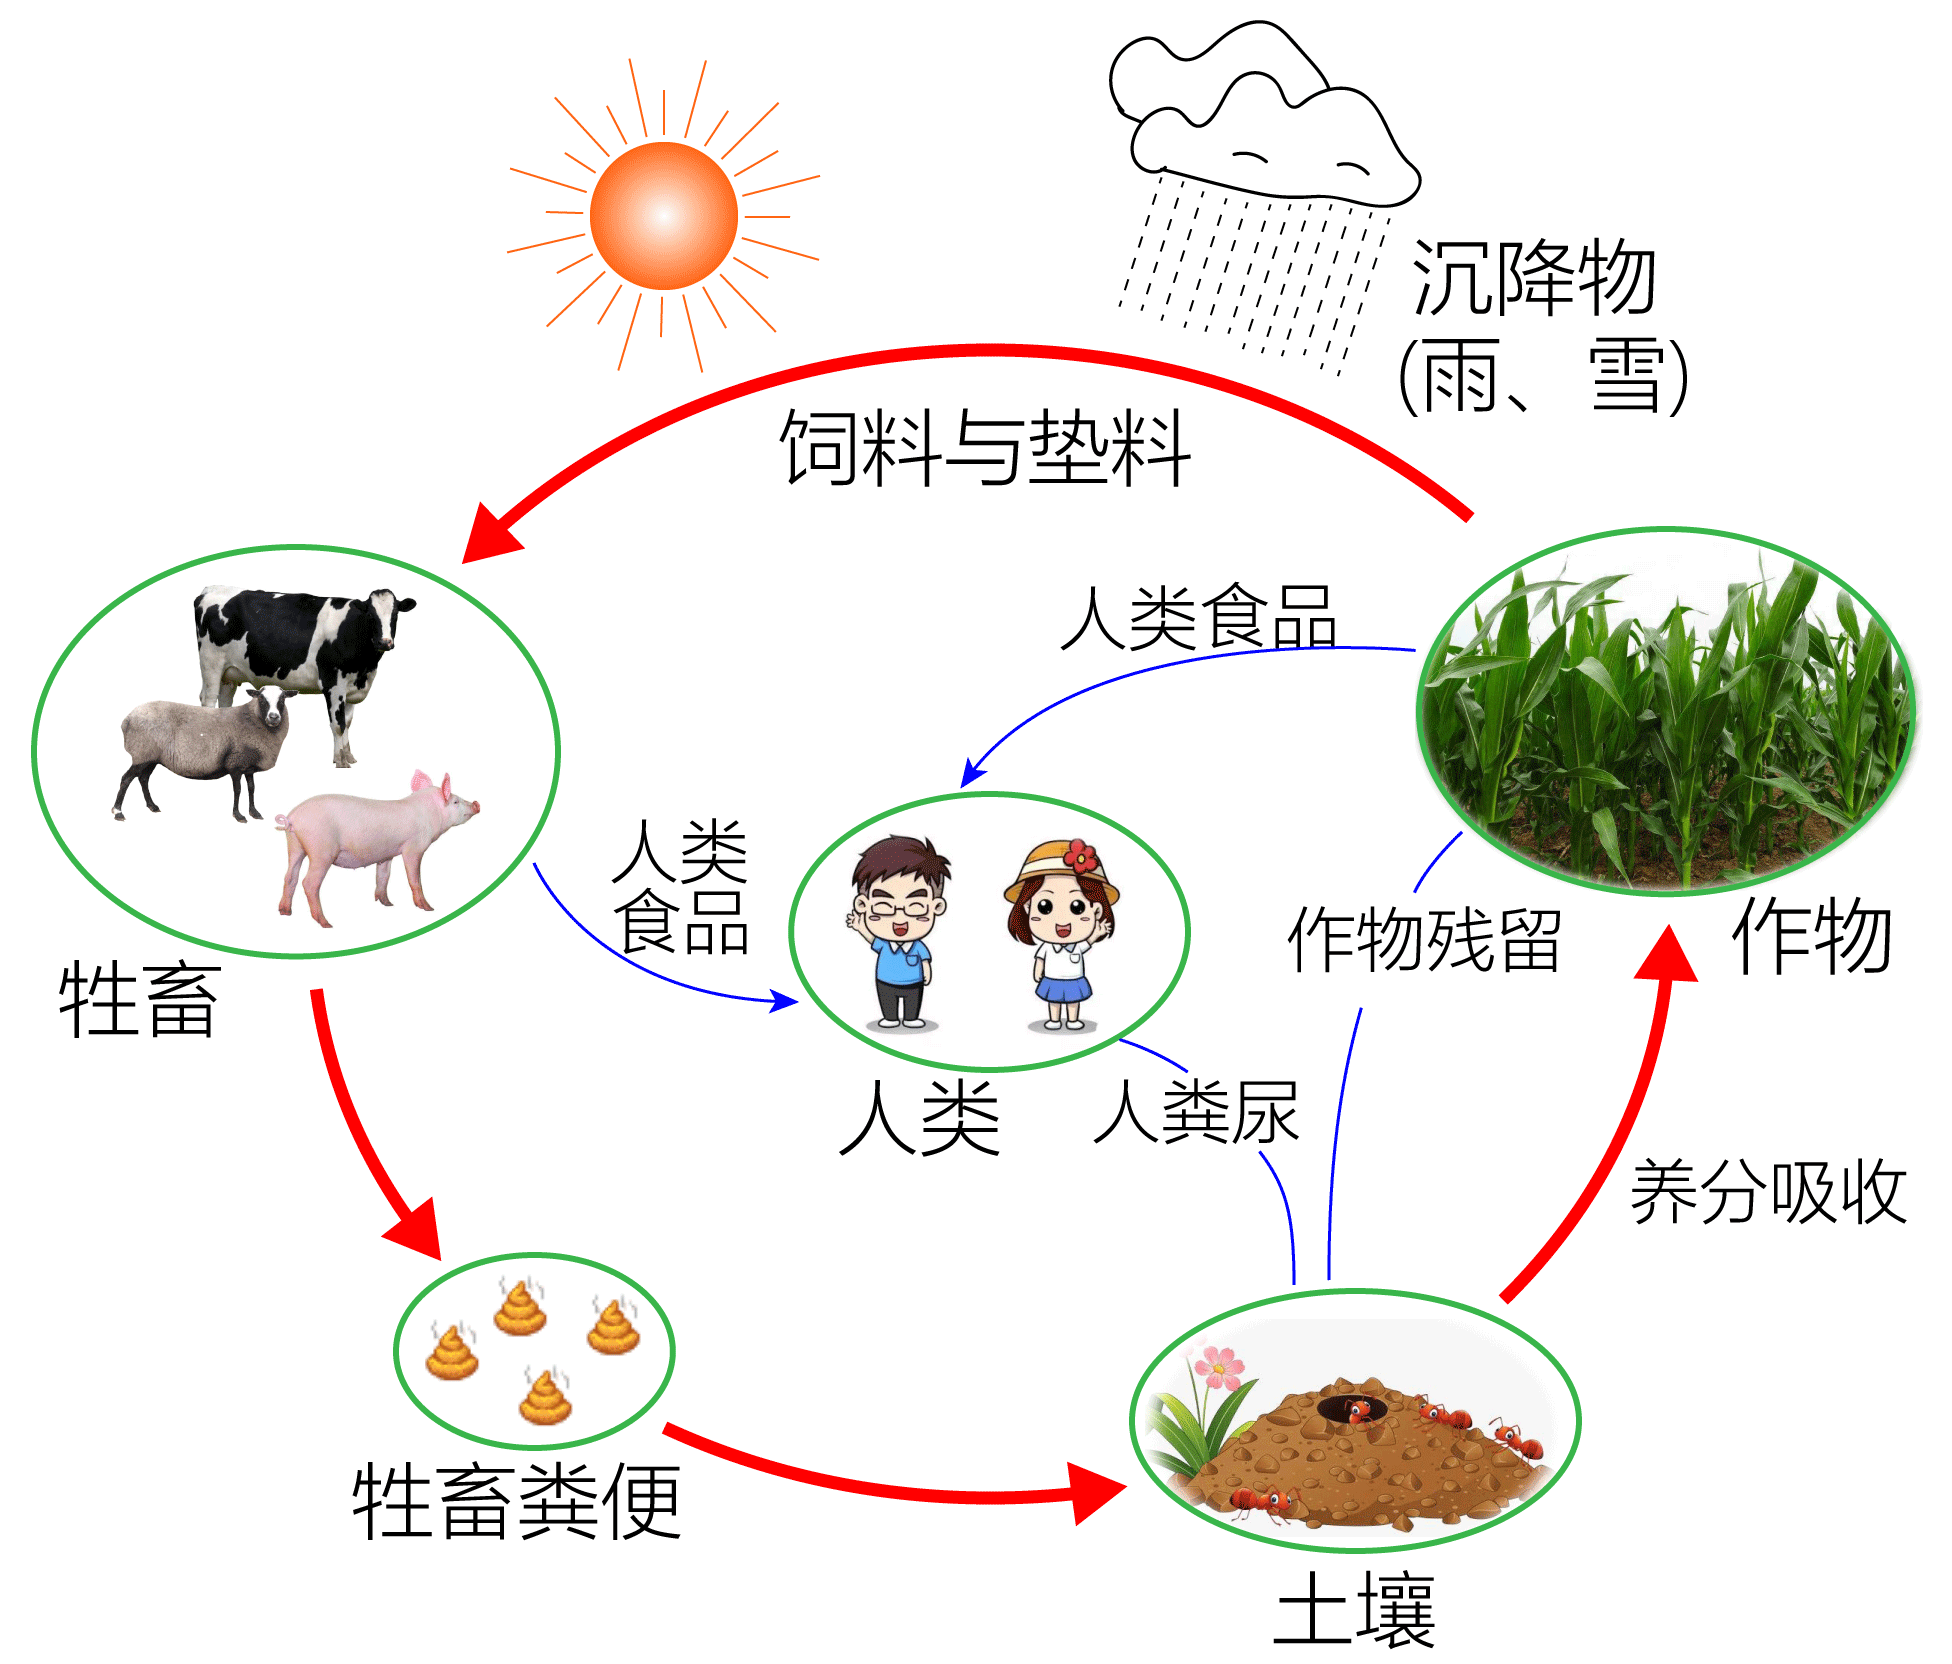 沉降物
(雨、雪)
饲料与垫料
人类食品
人类
食品
作物残留
作物
牲畜
人类
人粪尿
养分吸收
牲畜粪便
土壤